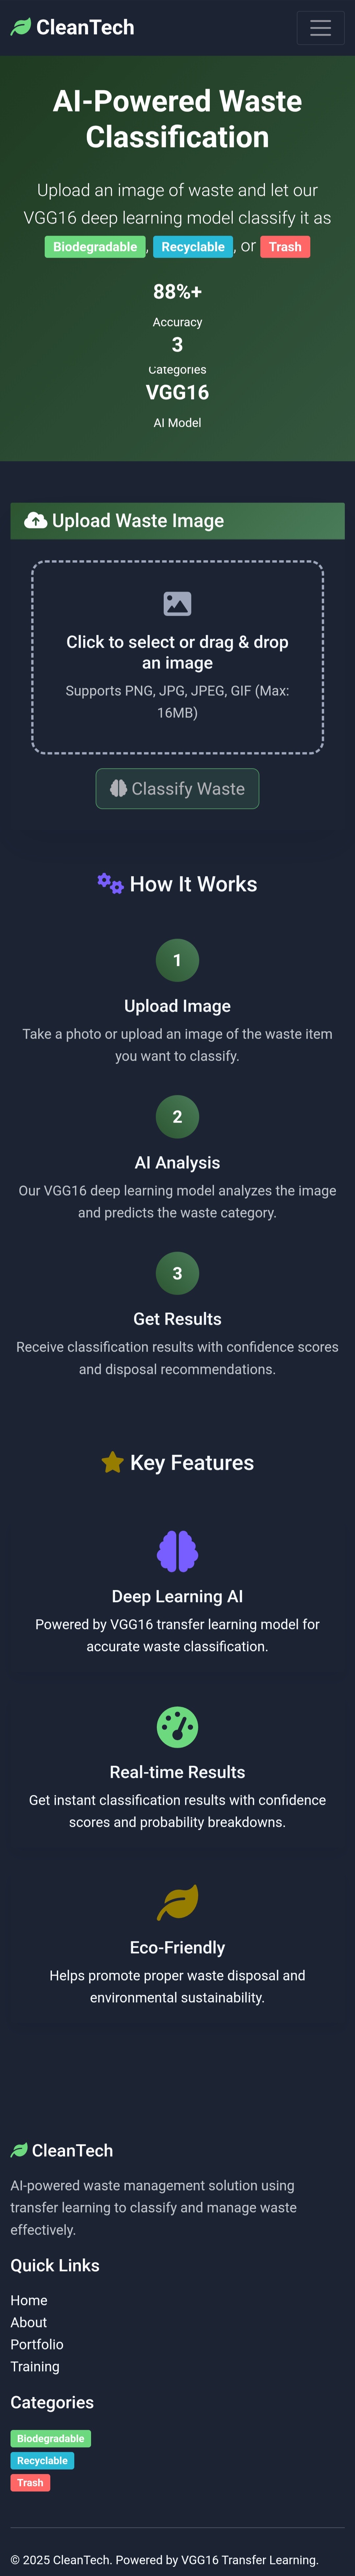 CleanTech
AI-Powered Waste
Classification
Upload an image of waste and let our
VGG16 deep learning model classify it as
Biodegradable, Recyclable, or Trash
88%+
Accuracy
3
Categories
VGG16
AI Model
Upload Waste Image
Click to select or drag & drop
an image
Supports PNG, JPG, JPEG, GIF (Max:
16MB)
Classify Waste
How It Works
1
Upload Image
Take a photo or upload an image of the waste item
you want to classify.
2
AI Analysis
Our VGG16 deep learning model analyzes the image
and predicts the waste category.
3
Get Results
Receive classification results with confidence scores
and disposal recommendations.
Key Features
Deep Learning AI
Powered by VGG16 transfer learning model for
accurate waste classification.
Real-time Results
Get instant classification results with confidence
scores and probability breakdowns.
Eco-Friendly
Helps promote proper waste disposal and
environmental sustainability.
CleanTech
AI-powered waste management solution using
transfer learning to classify and manage waste
effectively.
Quick Links
Home
About
Portfolio
Training
Categories
Biodegradable
Recyclable
Trash
© 2025 CleanTech. Powered by VGG16 Transfer Learning.